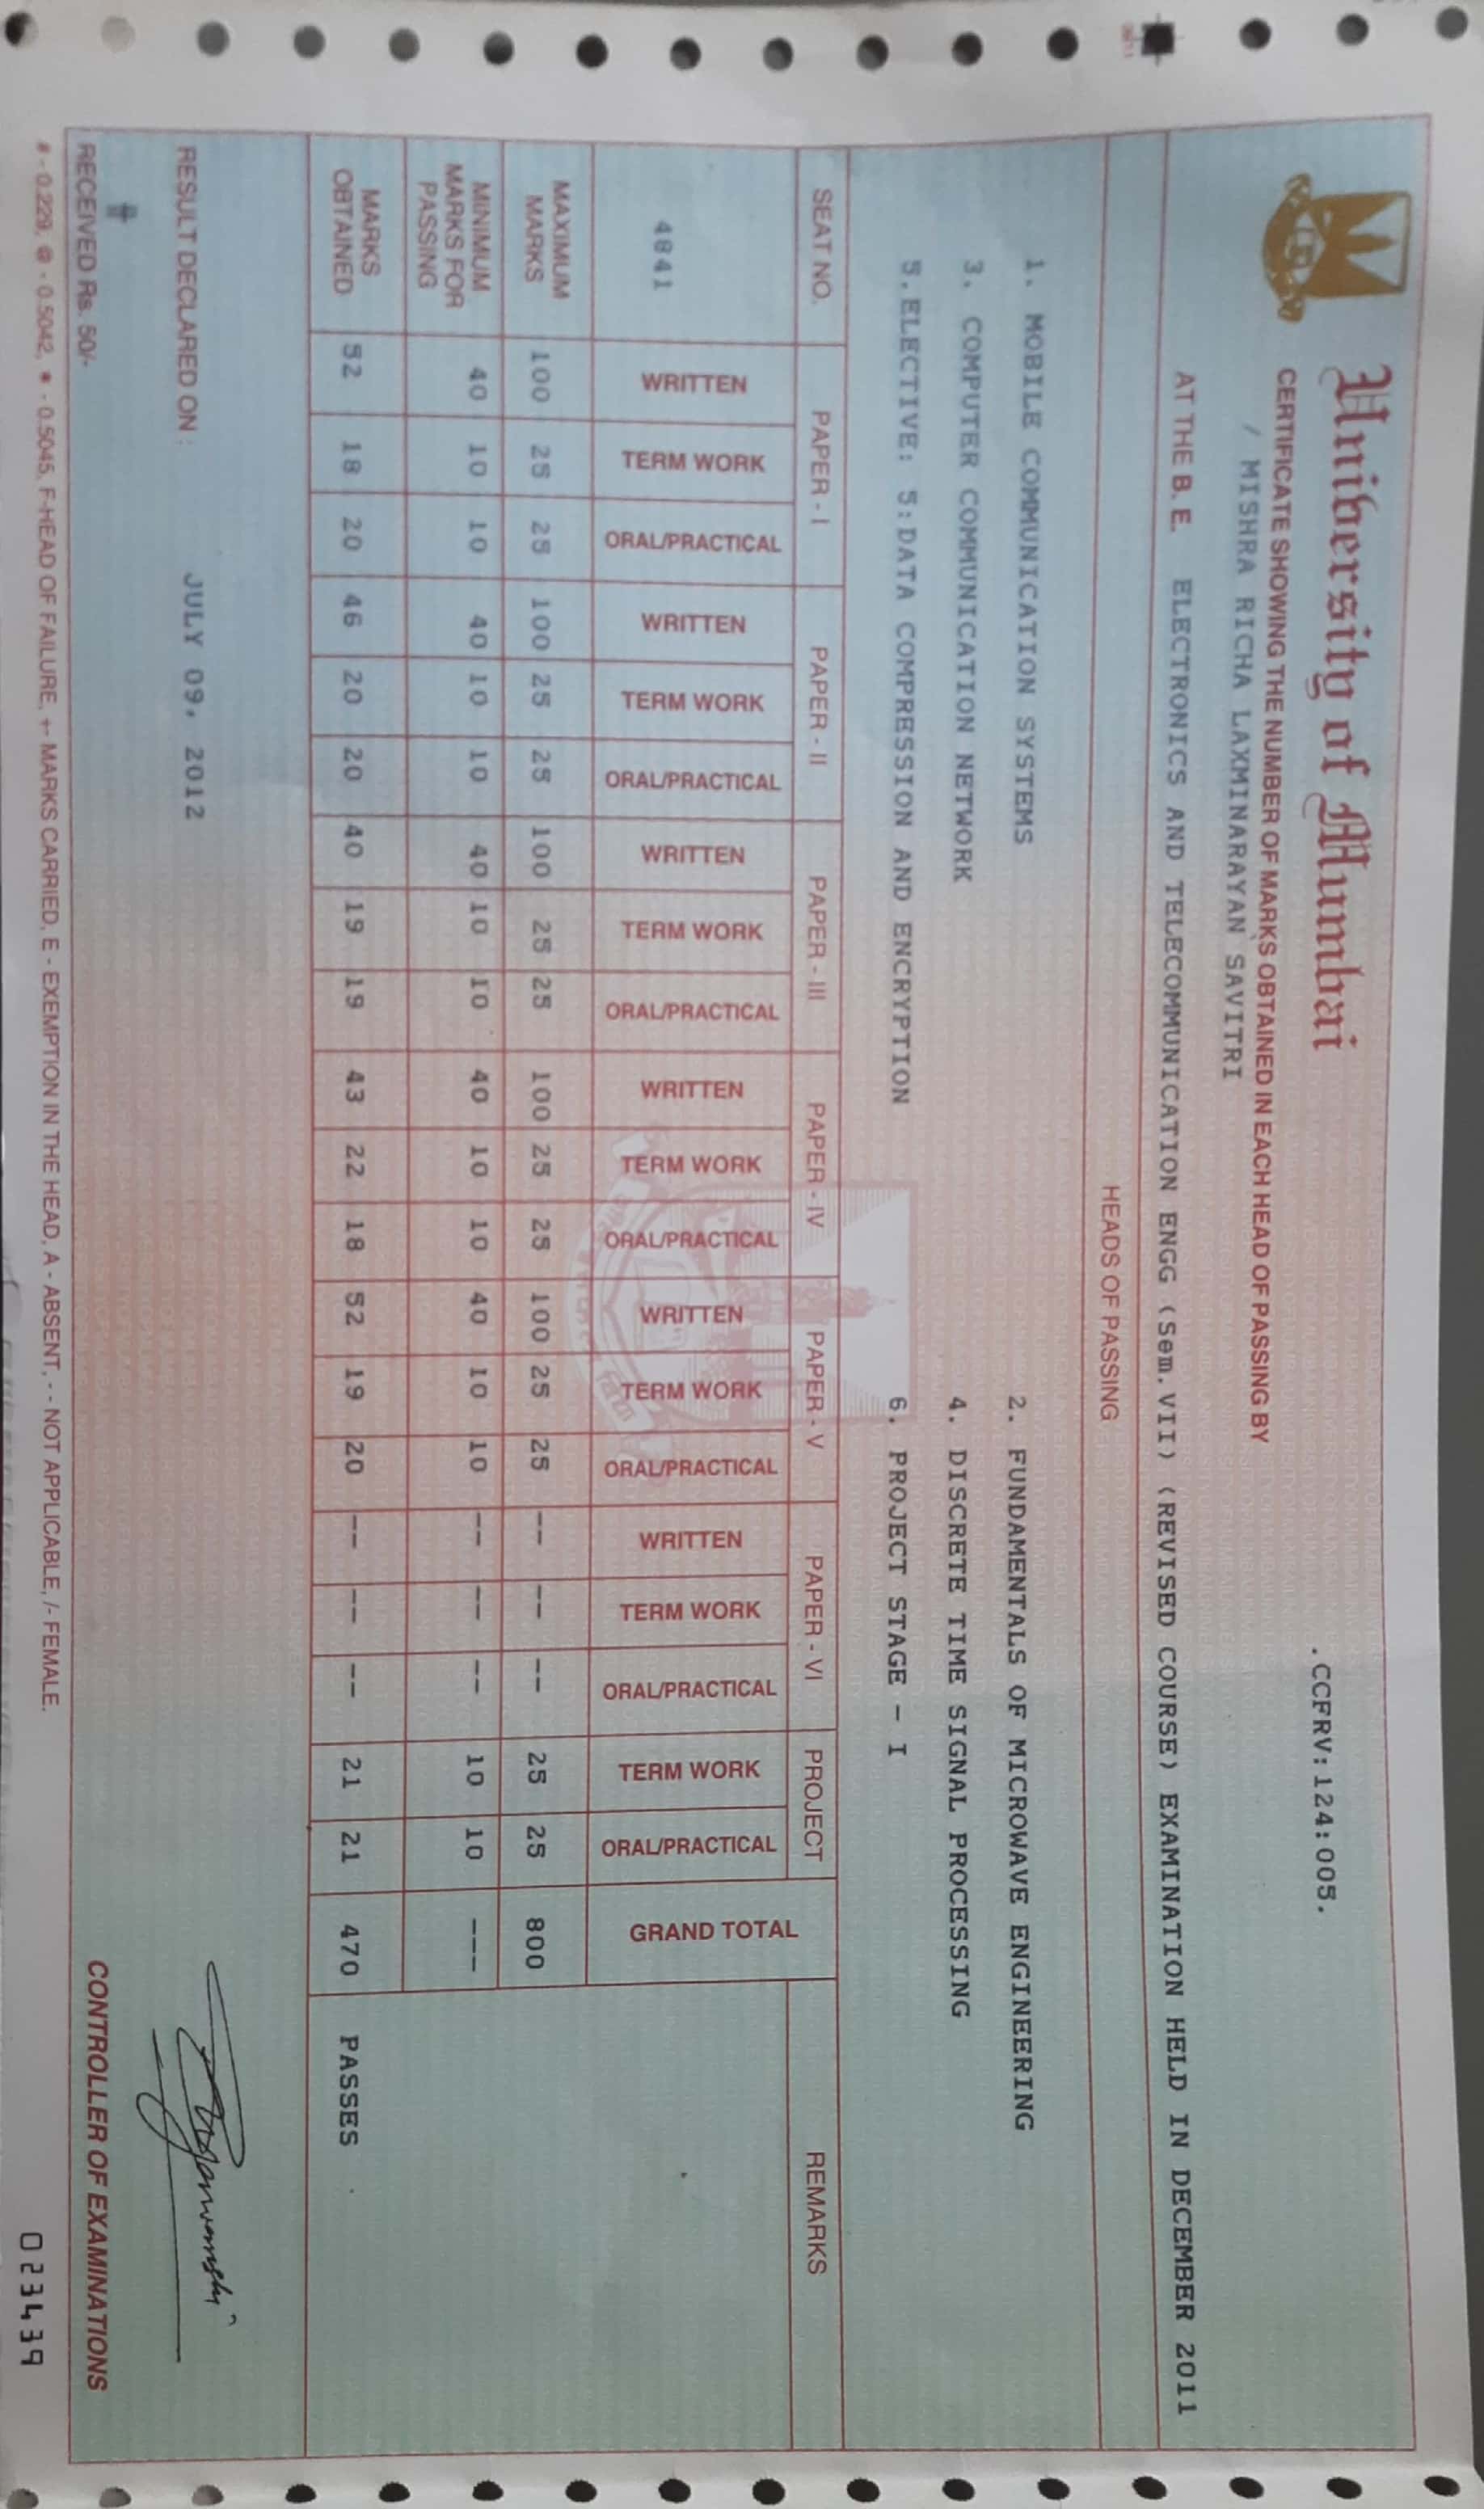 University of Mumbai
.CCFRV:124:005.
CERTIFICATE SHOWING THE NUMBER OF MARKS OBTAINED IN EACH HEAD OF PASSING BY
/ MISHRA RICHA LAXMINARAYAN SAVITRI
AT THE B. E. ELECTRONICS AND TELECOMMUNICATION ENGG (Sem.VII) (REVISED COURSE) EXAMINATION HELD IN DECEMBER 2011
HEADS OF PASSING
1. MOBILE COMMUNICATION SYSTEMS 2. FUNDAMENTALS OF MICROWAVE ENGINEERING
3. COMPUTER COMMUNICATION NETWORK 4. DISCRETE TIME SIGNAL PROCESSING
5.ELECTIVE: 5:DATA COMPRESSION AND ENCRYPTION 6. PROJECT STAGE - I
SEAT NO. PAPER - I PAPER - II PAPER - III PAPER - IV PAPER - V PAPER - VI PROJECT GRAND TOTAL REMARKS
4841 WRITTEN TERM WORK ORAL/PRACTICAL WRITTEN TERM WORK ORAL/PRACTICAL WRITTEN TERM WORK ORAL/PRACTICAL WRITTEN TERM WORK ORAL/PRACTICAL WRITTEN TERM WORK ORAL/PRACTICAL WRITTEN TERM WORK ORAL/PRACTICAL TERM WORK ORAL/PRACTICAL
MAXIMUM
MARKS 100 25 25 100 25 25 100 25 25 100 25 25 100 25 25 -- -- -- 25 25 800
MINIMUM 40 10 10 40 10 10 40 10 10 40 10 10 40 10 10 -- -- -- 10 10 ---
MARKS FOR
PASSING
MARKS
OBTAINED 52 18 20 46 20 20 40 19 19 43 22 18 52 19 20 -- -- -- 21 21 470 PASSES
RESULT DECLARED ON : JULY 09, 2012
RECEIVED Rs. 50/-
CONTROLLER OF EXAMINATIONS
# - 0.229, @ - 0.5042, * - 0.5045, F-HEAD OF FAILURE, +- MARKS CARRIED, E - EXEMPTION IN THE HEAD, A - ABSENT, - - NOT APPLICABLE, /- FEMALE.
023439